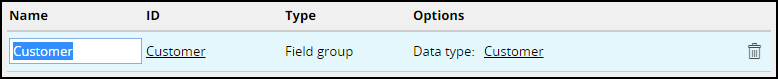 Name ID Type Options
Customer Customer Field group Data type: Customer